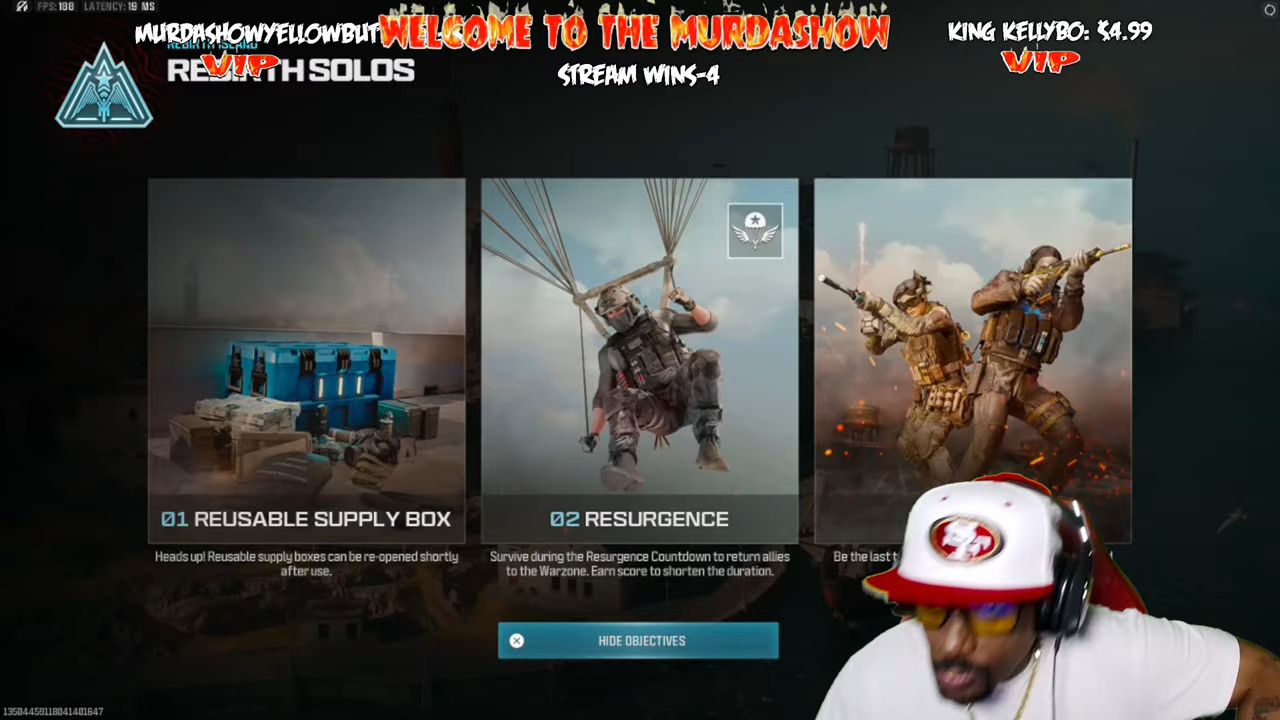 FPS:188 LATENCY: 19 MS
MURDASHOWYELLOWBUT
WELCOME TO THE MURDASHOW
KING KELLYBO: $4.99
REBIRTH ISLAND
VIP
REBIRTH SOLOS
STREAM WINS-4
VIP
01 REUSABLE SUPPLY BOX
02 RESURGENCE
Heads up! Reusable supply boxes can be re-opened shortly
after use.
Survive during the Resurgence Countdown to return allies
to the Warzone. Earn score to shorten the duration.
Be the last
HIDE OBJECTIVES
13504459118041401647